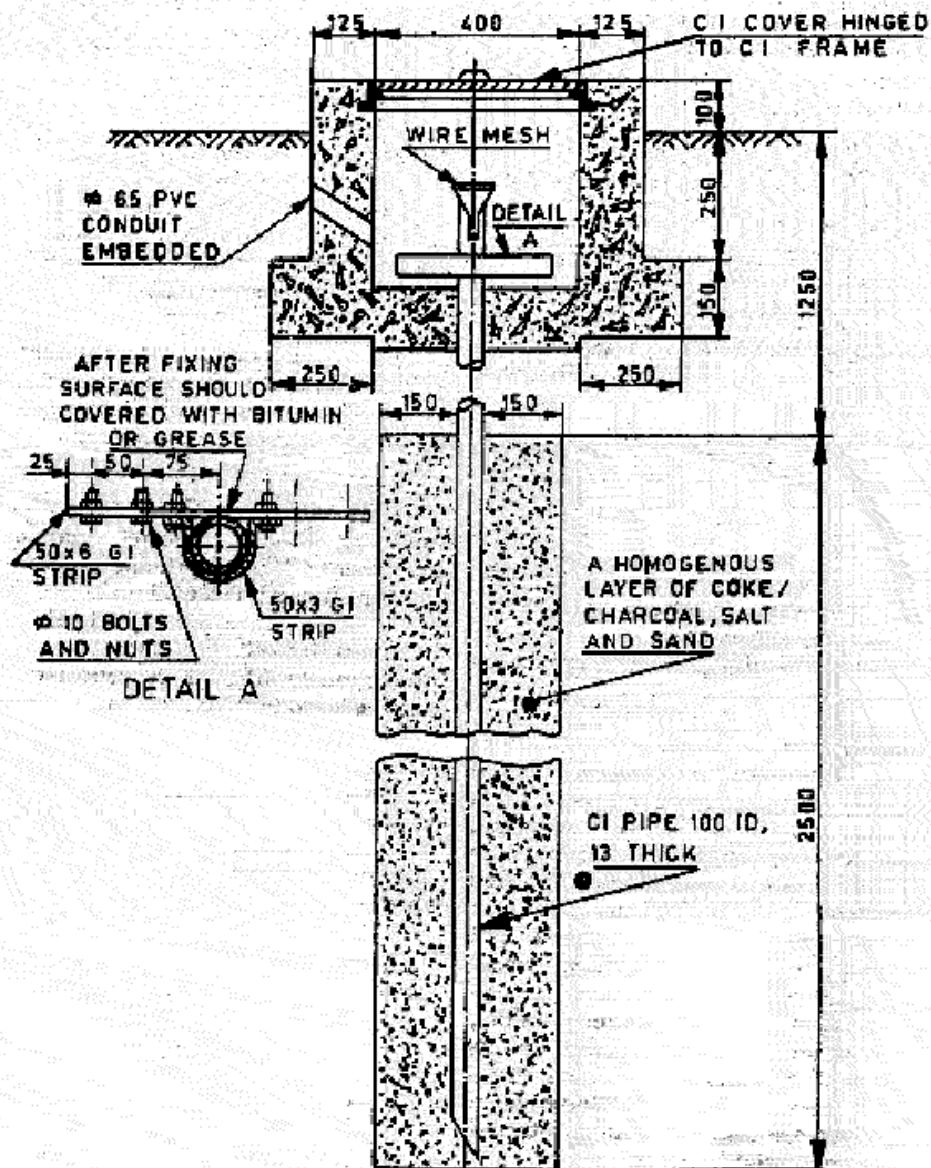 125
400
125
C I COVER HINGED
TO C I FRAME
100
WIRE MESH
ø 65 PVC
CONDUIT
EMBEDDED
DETAIL
A
250
150
1250
250
250
AFTER FIXING
SURFACE SHOULD
COVERED WITH BITUMIN
OR GREASE
150
150
25
50
75
50x6 GI
STRIP
50x3 GI
STRIP
ø 10 BOLTS
AND NUTS
DETAIL A
A HOMOGENOUS
LAYER OF COKE/
CHARCOAL, SALT
AND SAND
2500
CI PIPE 100 ID,
13 THICK